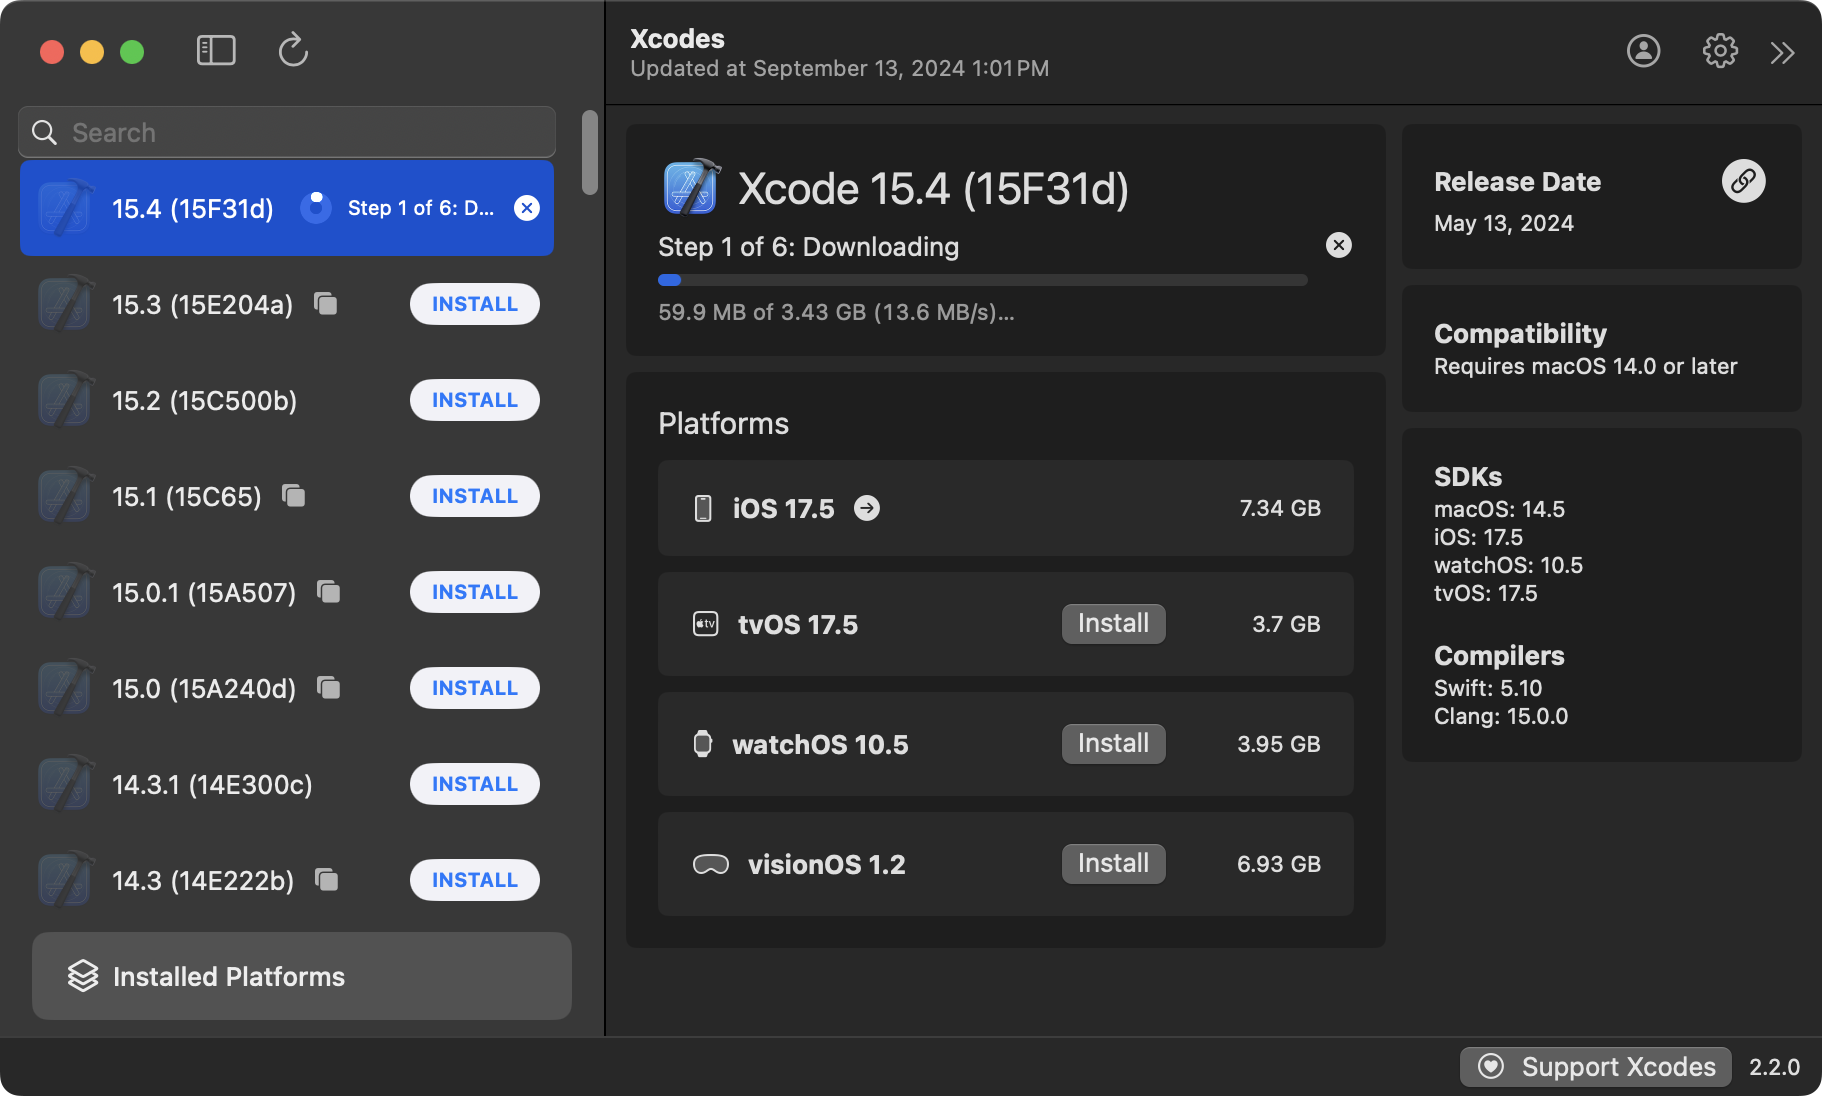 Search
15.4 (15F31d) Step 1 of 6: D...
15.3 (15E204a) INSTALL
15.2 (15C500b) INSTALL
15.1 (15C65) INSTALL
15.0.1 (15A507) INSTALL
15.0 (15A240d) INSTALL
14.3.1 (14E300c) INSTALL
14.3 (14E222b) INSTALL
Installed Platforms
Xcodes
Updated at September 13, 2024 1:01 PM
Xcode 15.4 (15F31d)
Step 1 of 6: Downloading
59.9 MB of 3.43 GB (13.6 MB/s)...
Platforms
iOS 17.5 7.34 GB
tv
tvOS 17.5 Install 3.7 GB
watchOS 10.5 Install 3.95 GB
visionOS 1.2 Install 6.93 GB
Release Date
May 13, 2024
Compatibility
Requires macOS 14.0 or later
SDKs
macOS: 14.5
iOS: 17.5
watchOS: 10.5
tvOS: 17.5
Compilers
Swift: 5.10
Clang: 15.0.0
Support Xcodes 2.2.0